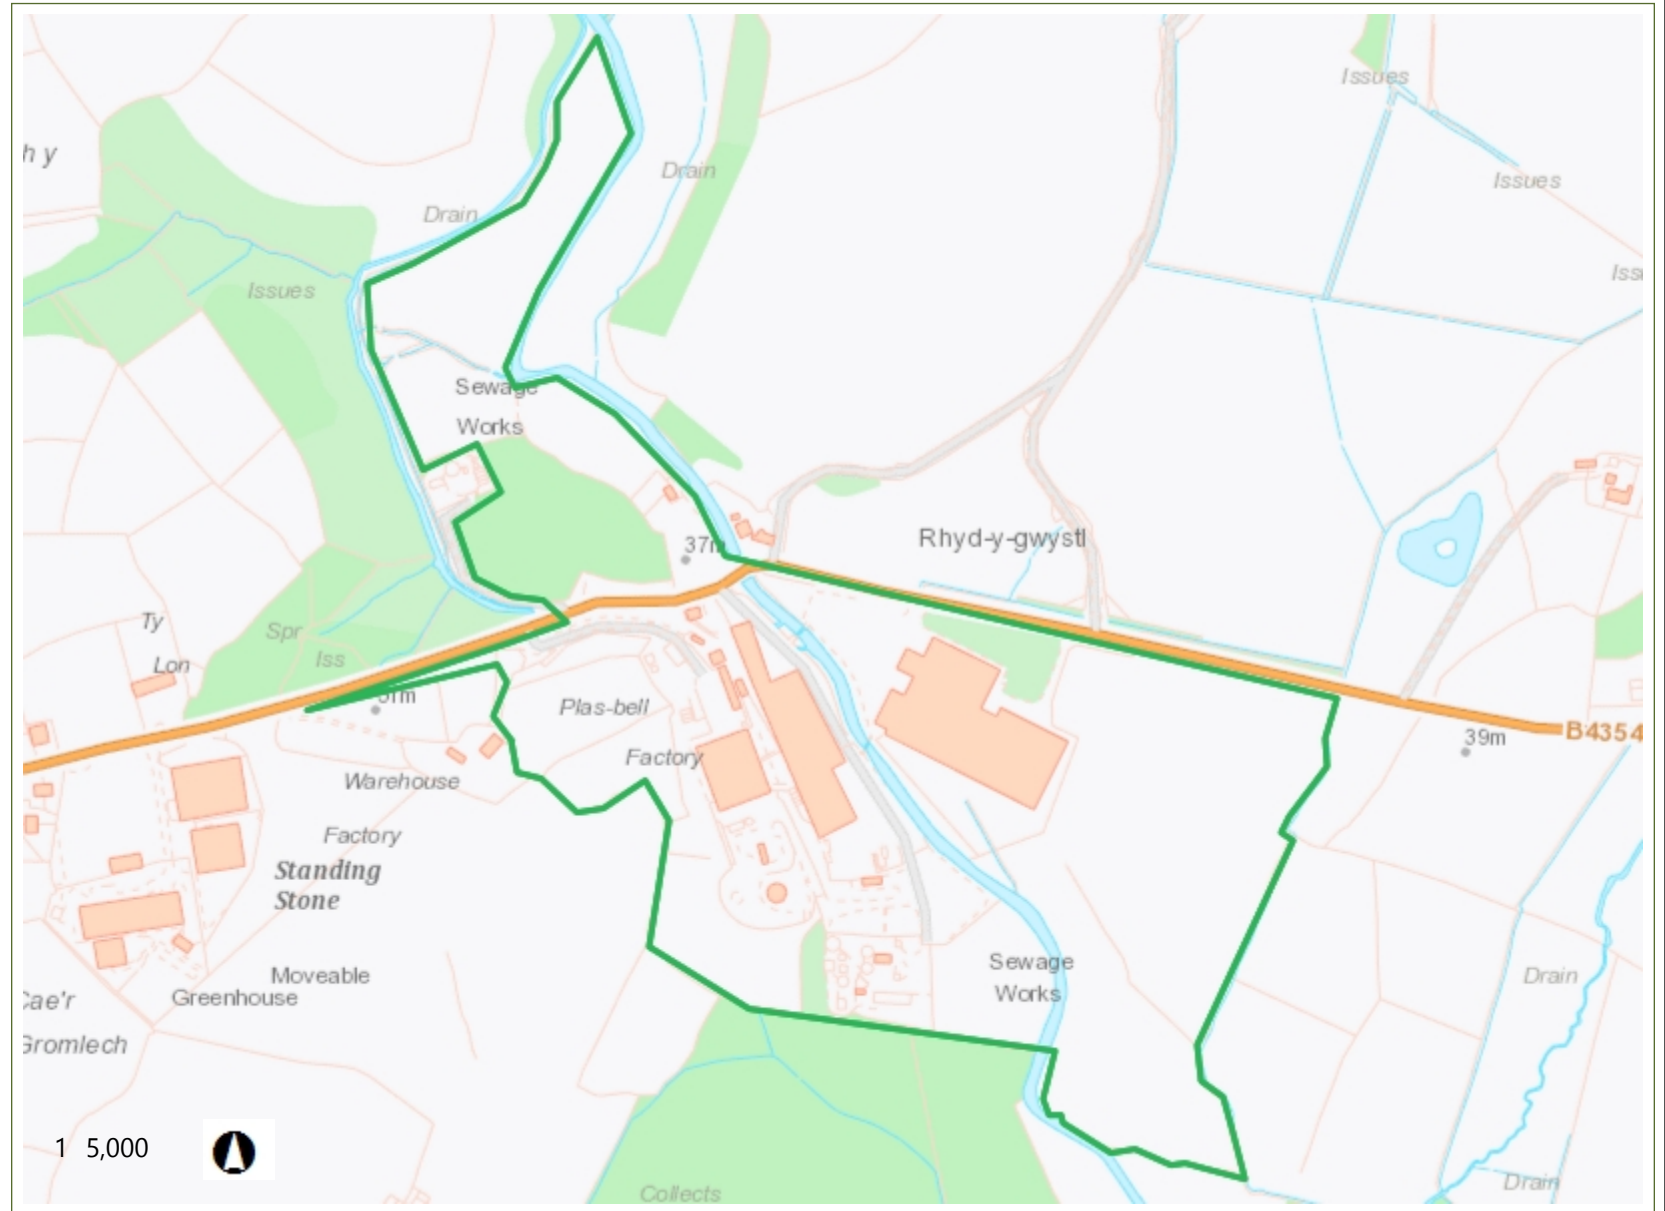 Issues
h y
Drain
Issues
Drain
Issues
Sewage
Works
37m
Rhyd-y-gwystl
Ty
Lon
Spr
Iss
Plas-bell
Factory
B4354
39m
Warehouse
Factory
Standing
Stone
Moveable
Greenhouse
Sewage
Works
Drain
Cae'r
Gromlech
1 5,000
Collects
Drain